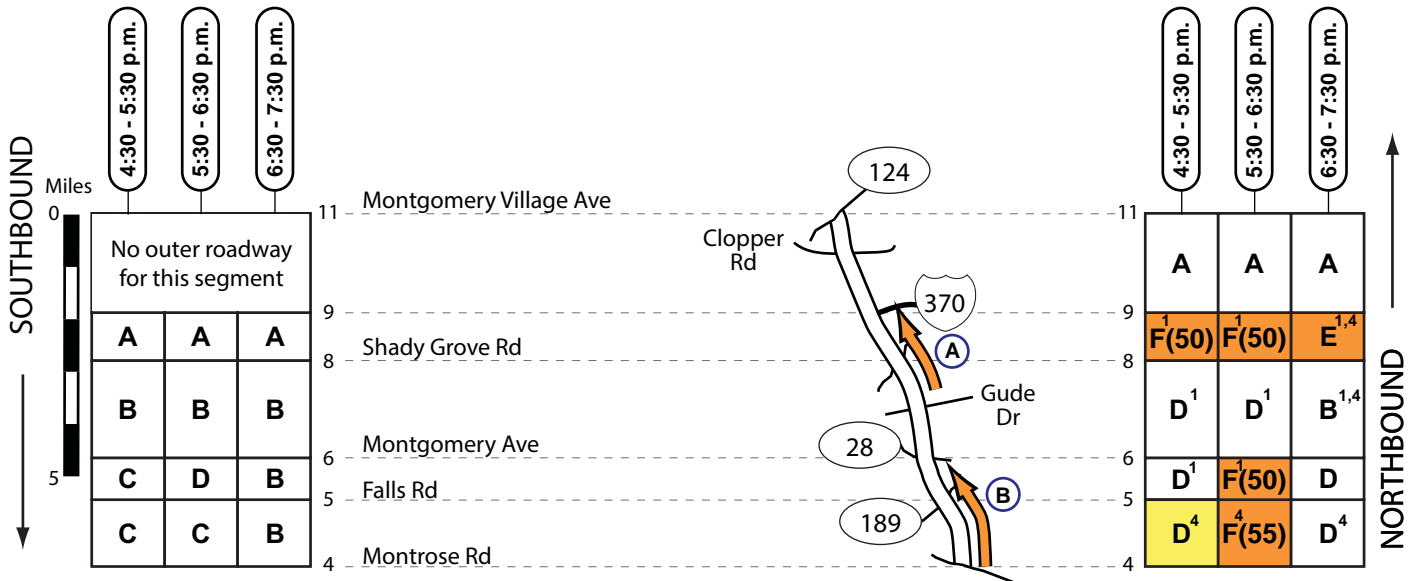 4:30 - 5:30 p.m.
5:30 - 6:30 p.m.
6:30 - 7:30 p.m.
4:30 - 5:30 p.m.
5:30 - 6:30 p.m.
6:30 - 7:30 p.m.
SOUTHBOUND
Miles
0
5
No outer roadway
for this segment
A A A
B B B
C D B
C C B
11 Montgomery Village Ave
9
Shady Grove Rd
8
Montgomery Ave
6
Falls Rd
5
Montrose Rd
4
124
Clopper
Rd
370
A
Gude
Dr
28
B
189
11
9
8
6
5
4
A A A
F(50)¹ F(50)¹ E¹,⁴
D¹ D¹ B¹,⁴
D¹ F(50)¹ D
D⁴ F(55)⁴ D⁴
NORTHBOUND